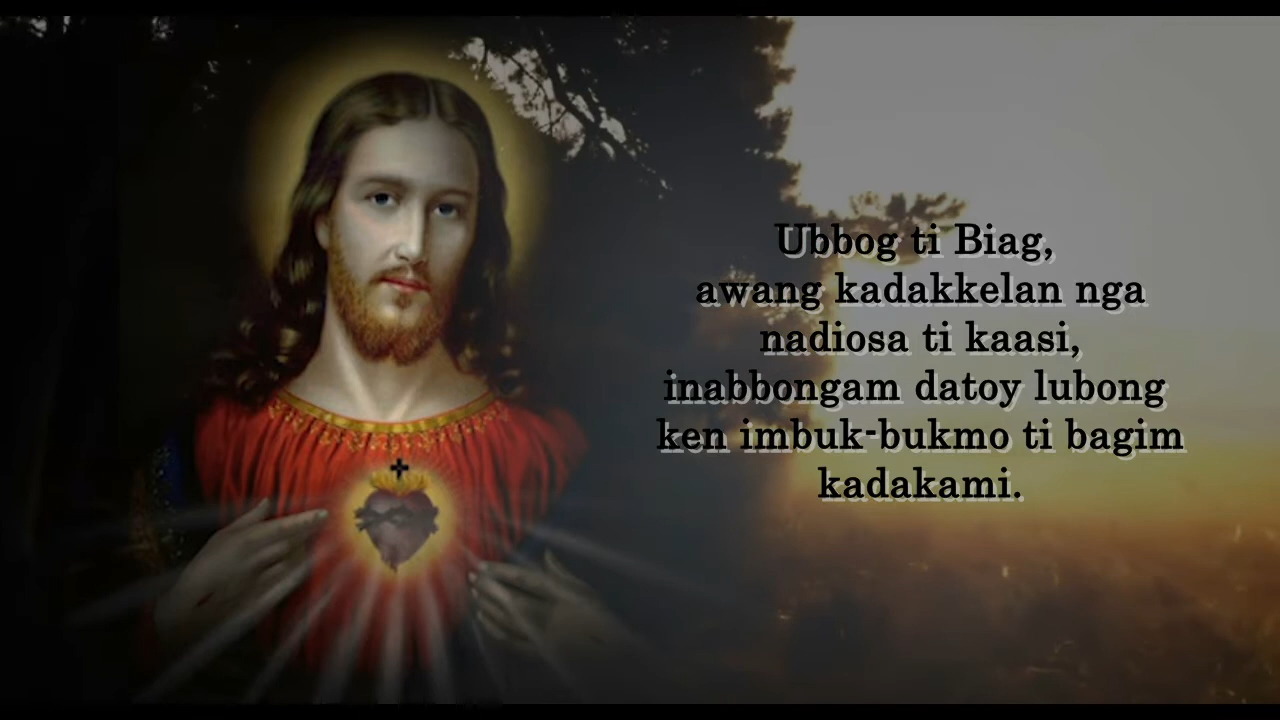 Ubbog ti Biag,
awang kadakkelan nga
nadiosa ti kaasi,
inabbongam datoy lubong
ken imbuk-bukmo ti bagim
kadakami.